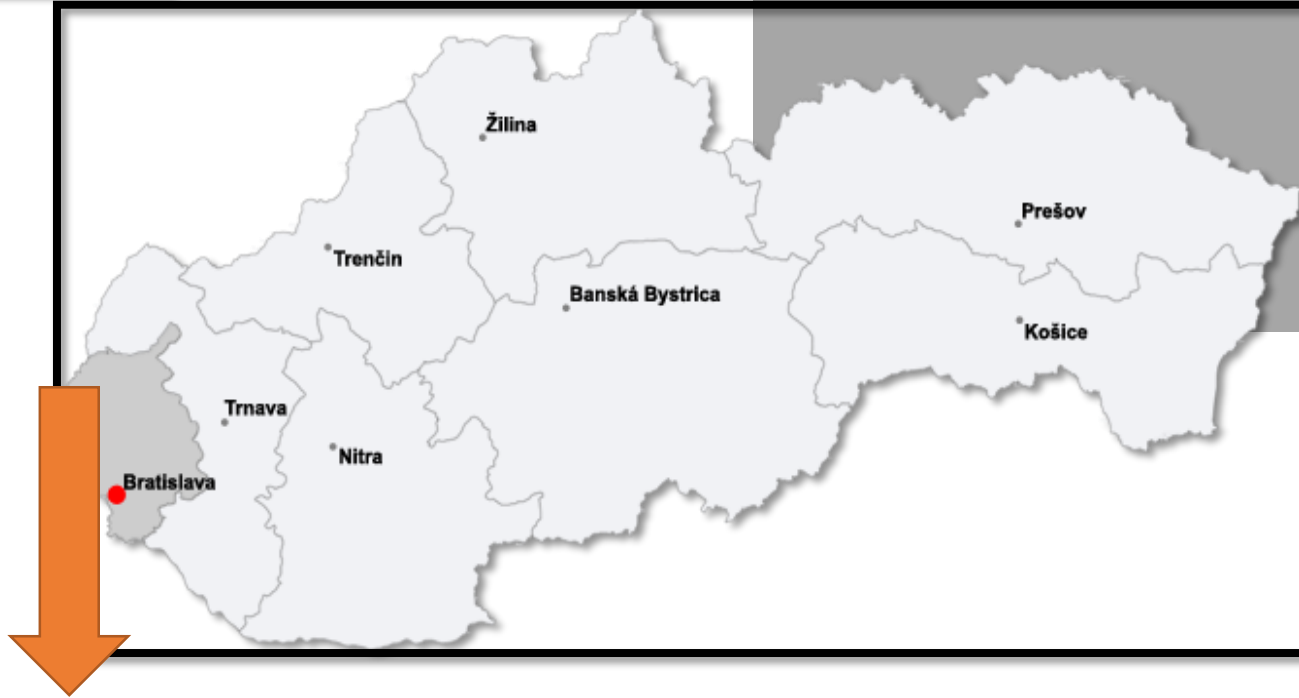 Žilina
Prešov
Trenčin
Banská Bystrica
Košice
Trnava
Nitra
Bratislava